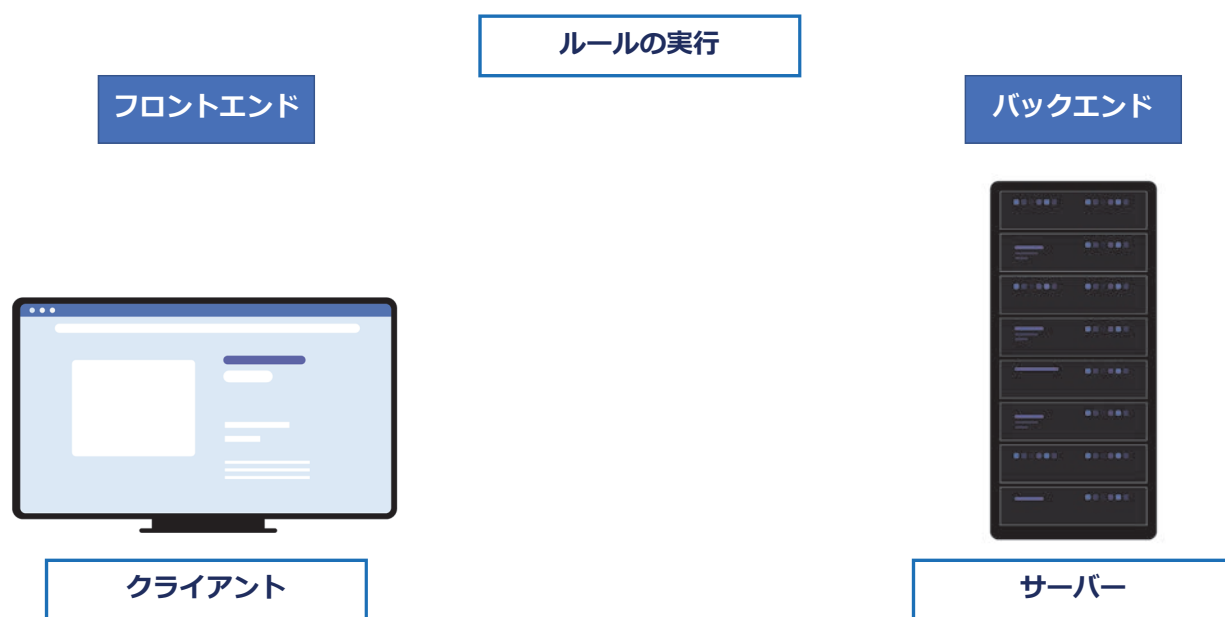 ルールの実行
フロントエンド
バックエンド
クライアント
サーバー